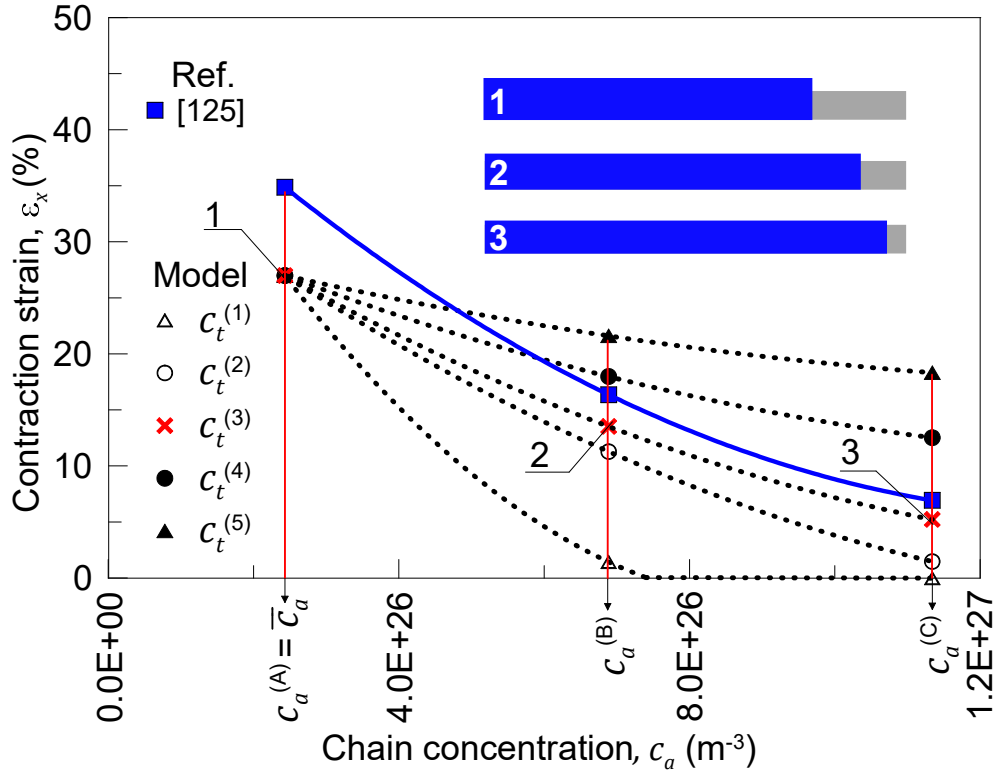 50
40
30
20
10
0
Contraction strain, εₓ(%)
Ref.
[125]
1
2
3
1
Model
cₜ⁽¹⁾
cₜ⁽²⁾
cₜ⁽³⁾
cₜ⁽⁴⁾
cₜ⁽⁵⁾
2
3
0.0E+00
cₐ⁽ᴬ⁾ = c̅ₐ
4.0E+26
cₐ⁽ᴮ⁾
8.0E+26
cₐ⁽ᶜ⁾
1.2E+27
Chain concentration, cₐ (m⁻³)